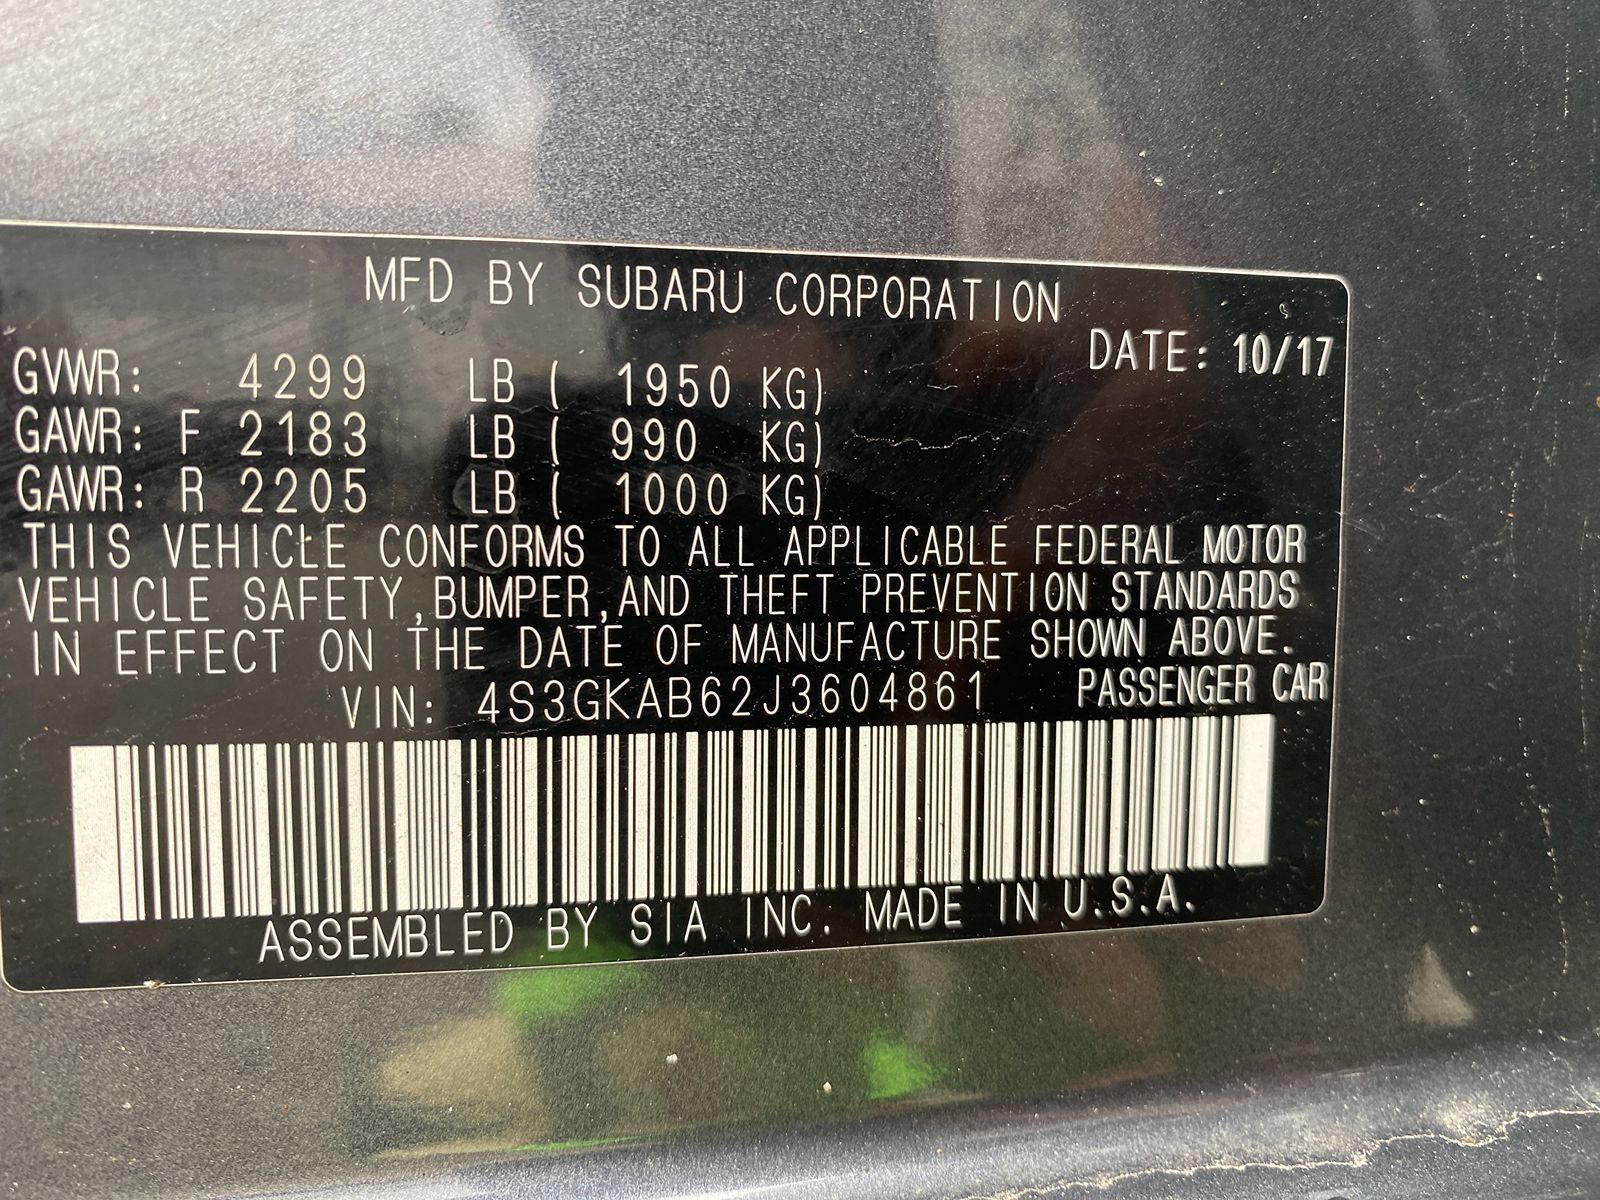 MFD BY SUBARU CORPORATION
DATE: 10/17
GVWR: 4299 LB ( 1950 KG)
GAWR: F 2183 LB ( 990 KG)
GAWR: R 2205 LB ( 1000 KG)
THIS VEHICLE CONFORMS TO ALL APPLICABLE FEDERAL MOTOR
VEHICLE SAFETY,BUMPER,AND THEFT PREVENTION STANDARDS
IN EFFECT ON THE DATE OF MANUFACTURE SHOWN ABOVE.
VIN: 4S3GKAB62J3604861 PASSENGER CAR
ASSEMBLED BY SIA INC. MADE IN U.S.A.